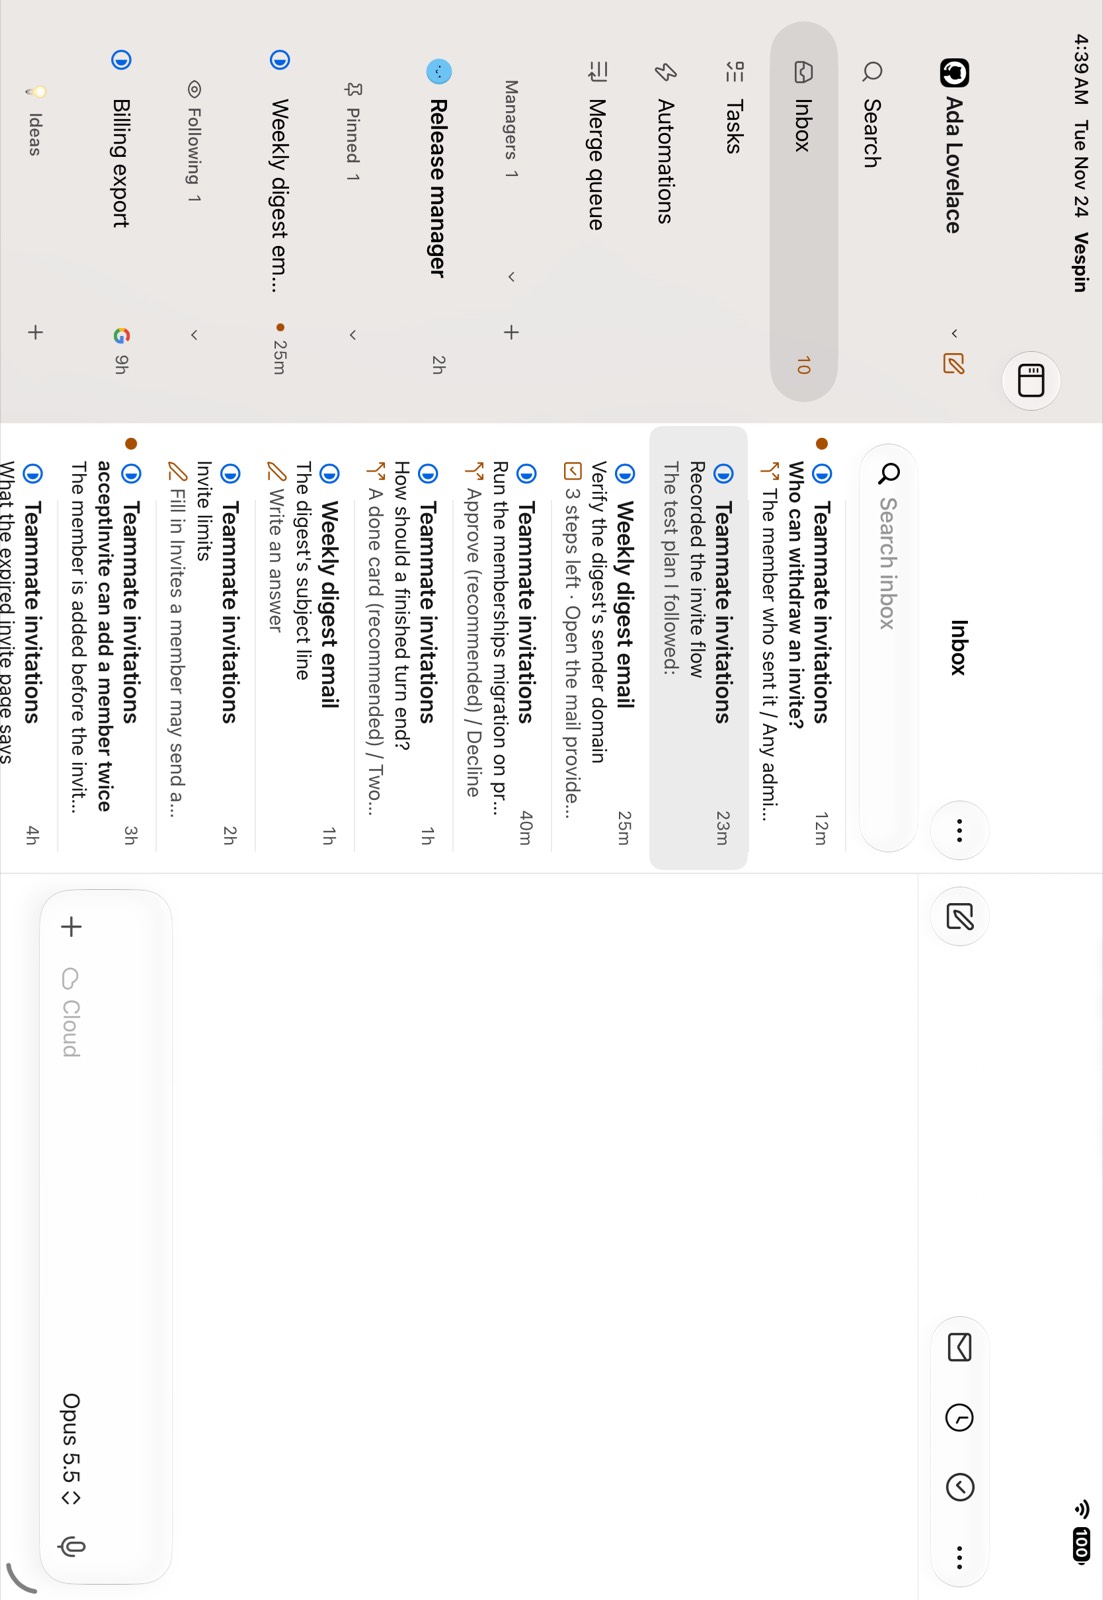 4:39 AM Tue Nov 24 Vespin
100
Ada Lovelace
Search
Inbox 10
Tasks
Automations
Merge queue
Managers 1
Release manager 2h
Pinned 1
Weekly digest em... 25m
Following 1
Billing export 9h
Ideas
Inbox
Search inbox
Teammate invitations 12m
Who can withdraw an invite?
The member who sent it / Any admi...
Teammate invitations 23m
Recorded the invite flow
The test plan I followed:
Weekly digest email 25m
Verify the digest's sender domain
3 steps left · Open the mail provide...
Teammate invitations 40m
Run the memberships migration on pr...
Approve (recommended) / Decline
Teammate invitations 1h
How should a finished turn end?
A done card (recommended) / Two...
Weekly digest email 1h
The digest's subject line
Write an answer
Teammate invitations 2h
Invite limits
Fill in Invites a member may send a...
Teammate invitations 3h
acceptInvite can add a member twice
The member is added before the invit...
Teammate invitations 4h
What the expired invite page says
Cloud
Opus 5.5